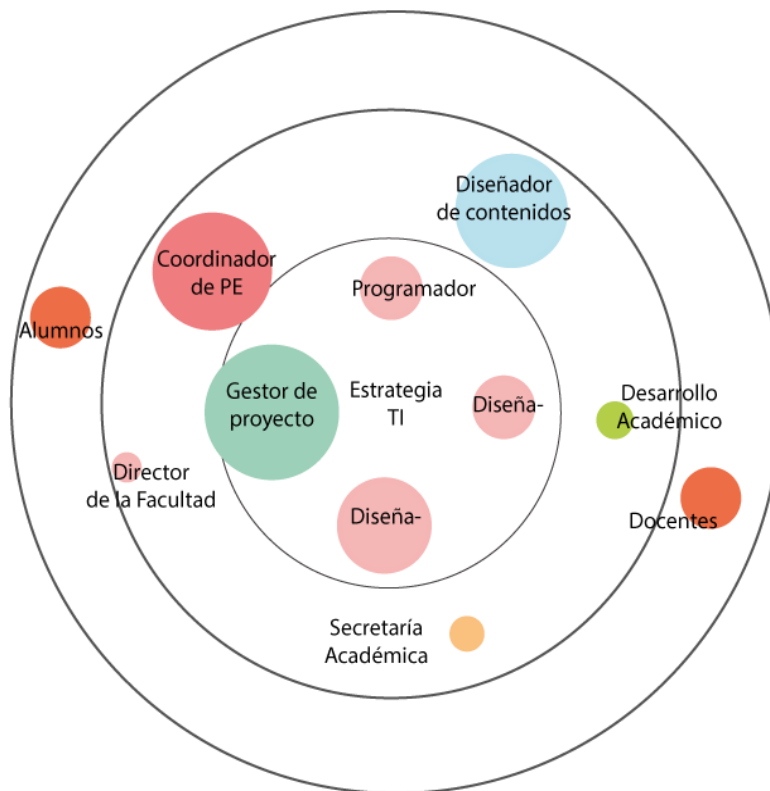 Diseñador
de contenidos
Coordinador
de PE
Programador
Alumnos
Gestor de
proyecto
Estrategia
TI
Diseña-
Desarrollo
Académico
Director
de la Facultad
Diseña-
Docentes
Secretaría
Académica